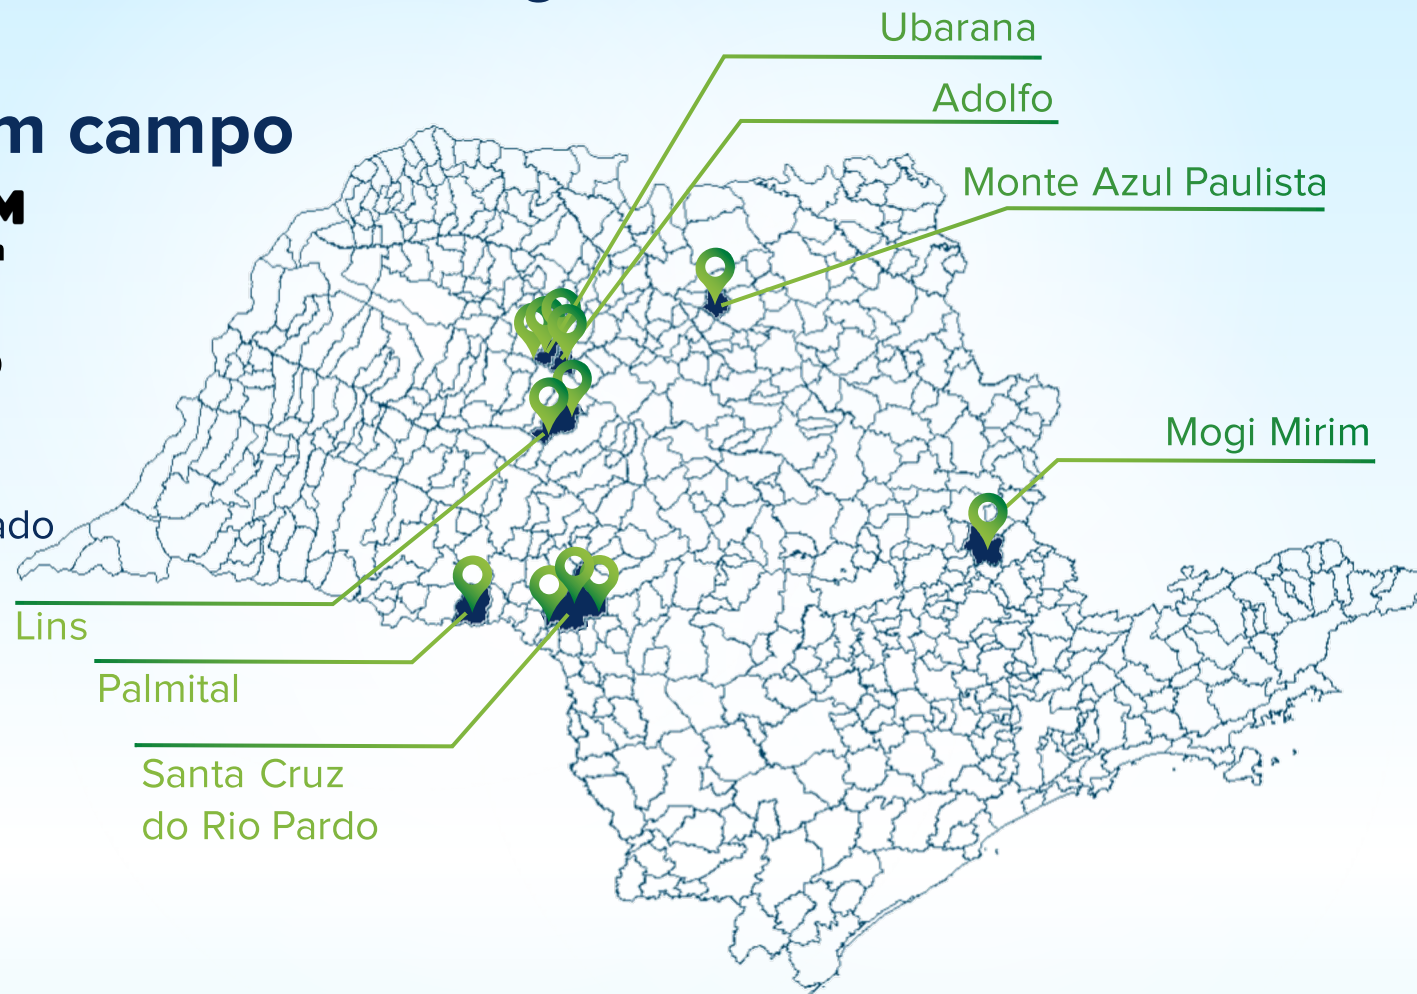 Ubarana
Adolfo
m campo
Monte Azul Paulista
Mogi Mirim
ado
Lins
Palmital
Santa Cruz
do Rio Pardo